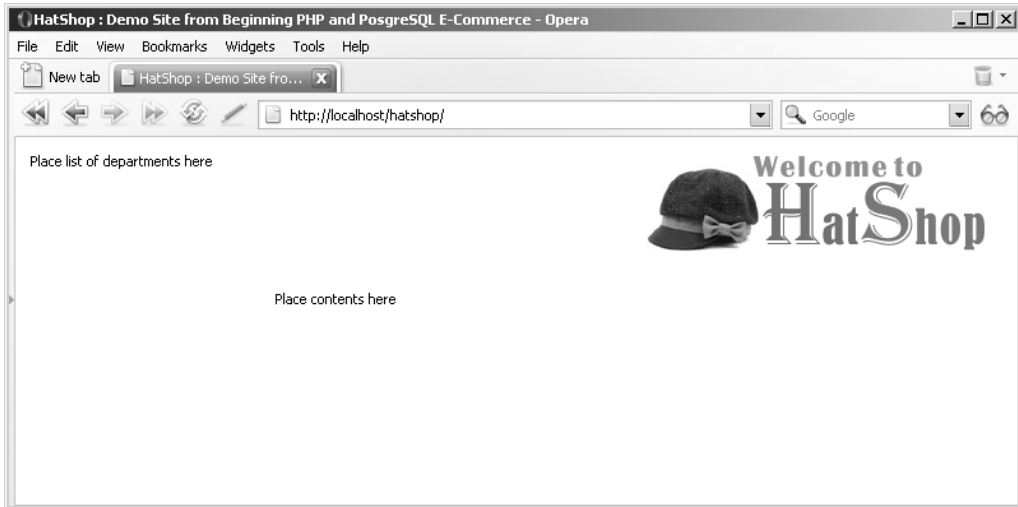 HatShop : Demo Site from Beginning PHP and PosgreSQL E-Commerce - Opera
File Edit View Bookmarks Widgets Tools Help
New tab HatShop : Demo Site fro...
http://localhost/hatshop/ Google
Place list of departments here
Welcome to
HatShop
Place contents here